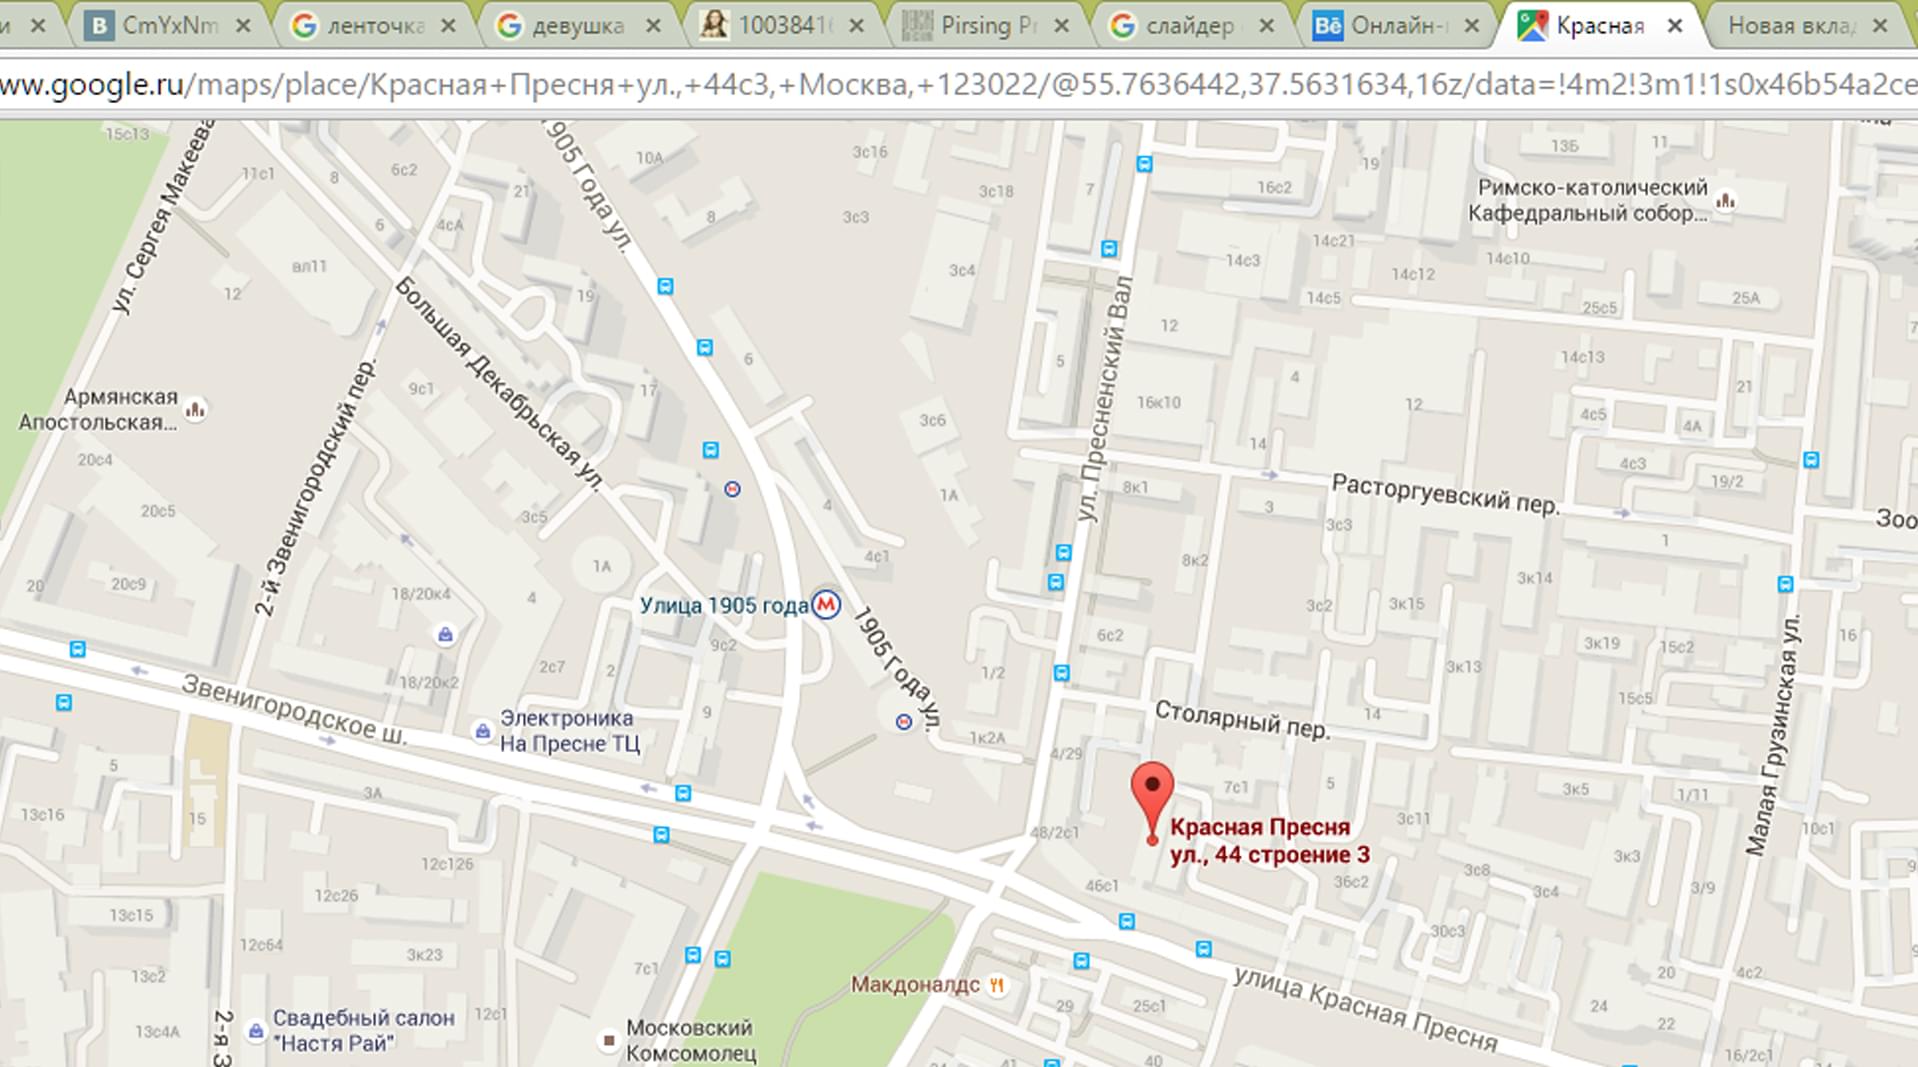 и
CmYxNm
ленточка
девушка
1003841
Pirsing Pr
слайдер
Онлайн-
Красная
Новая вклад
ww.google.ru/maps/place/Красная+Пресня+ул.,+44с3,+Москва,+123022/@55.7636442,37.5631634,16z/data=!4m2!3m1!1s0x46b54a2ce
15с13
ул. Сергея Макеева
11с1
8
6с2
21
1905 Года ул.
10А
3с16
3с18
7
19
16с2
13Б
11
Римско-католический
Кафедральный собор...
6
4сА
8
3с3
вл11
12
19
3с4
14с21
14с3
14с12
14с10
14с5
25с5
25А
Большая Декабрьская ул.
ул. Пресненский Вал
12
6
5
14с13
Армянская
Апостольская...
2-й Звенигородский пер.
9с1
17
3с6
16к10
4
12
21
4с5
4А
14
20с4
20с5
3с5
1А
4
8к1
Расторгуевский пер.
4с3
19/2
3
3с3
Зоо
1
20
20с9
1А
4
4с1
8к2
3к14
18/20к4
Улица 1905 года
1905 Года ул.
3с2
3к15
9с2
6с2
3к19
15с2
16
2с7
2
18/20к2
1/2
3к13
15с5
Звенигородское ш.
Электроника
На Пресне ТЦ
9
1к2А
Столярный пер.
14
Малая Грузинская ул.
4/29
5
3А
13с16
15
7с1
5
3к5
1/11
48/2с1
Красная Пресня
ул., 44 строение 3
3с11
10с1
12с126
12с26
46с1
36с2
3с8
3с4
3к3
3/9
13с15
12с64
3к23
30с3
7с1
13с2
Макдоналдс
29
25с1
улица Красная Пресня
20
4с2
24
22
Свадебный салон
"Настя Рай"
12с1
13с4А
2-я З
Московский
Комсомолец
41
40
16/2с1